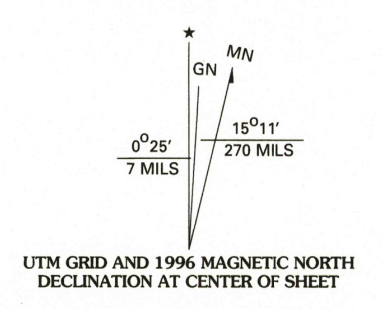 ★
MN
GN
15°11′
0°25′
270 MILS
7 MILS
UTM GRID AND 1996 MAGNETIC NORTH
DECLINATION AT CENTER OF SHEET